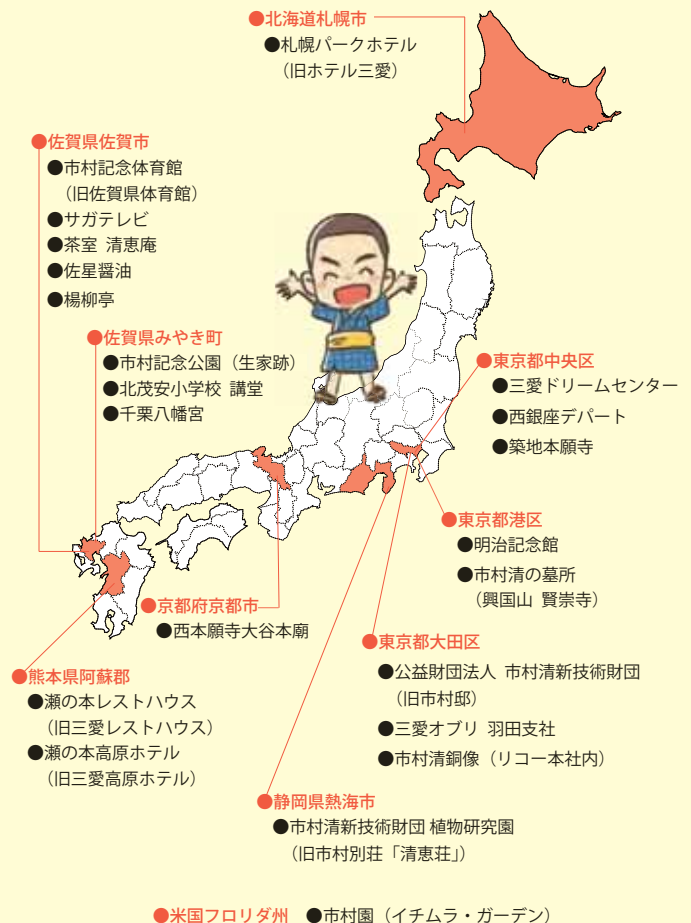 ●北海道札幌市
●札幌パークホテル
（旧ホテル三愛）
●佐賀県佐賀市
●市村記念体育館
（旧佐賀県体育館）
●サガテレビ
●茶室 清恵庵
●佐星醤油
●楊柳亭
●佐賀県みやき町
●市村記念公園（生家跡）
●北茂安小学校 講堂
●千栗八幡宮
●東京都中央区
●三愛ドリームセンター
●西銀座デパート
●築地本願寺
●東京都港区
●明治記念館
●市村清の墓所
（興国山 賢崇寺）
●京都府京都市
●西本願寺大谷本廟
●東京都大田区
●公益財団法人 市村清新技術財団
（旧市村邸）
●三愛オブリ 羽田支社
●市村清銅像（リコー本社内）
●熊本県阿蘇郡
●瀬の本レストハウス
（旧三愛レストハウス）
●瀬の本高原ホテル
（旧三愛高原ホテル）
●静岡県熱海市
●市村清新技術財団 植物研究園
（旧市村別荘「清恵荘」）
●米国フロリダ州 ●市村園（イチムラ・ガーデン）